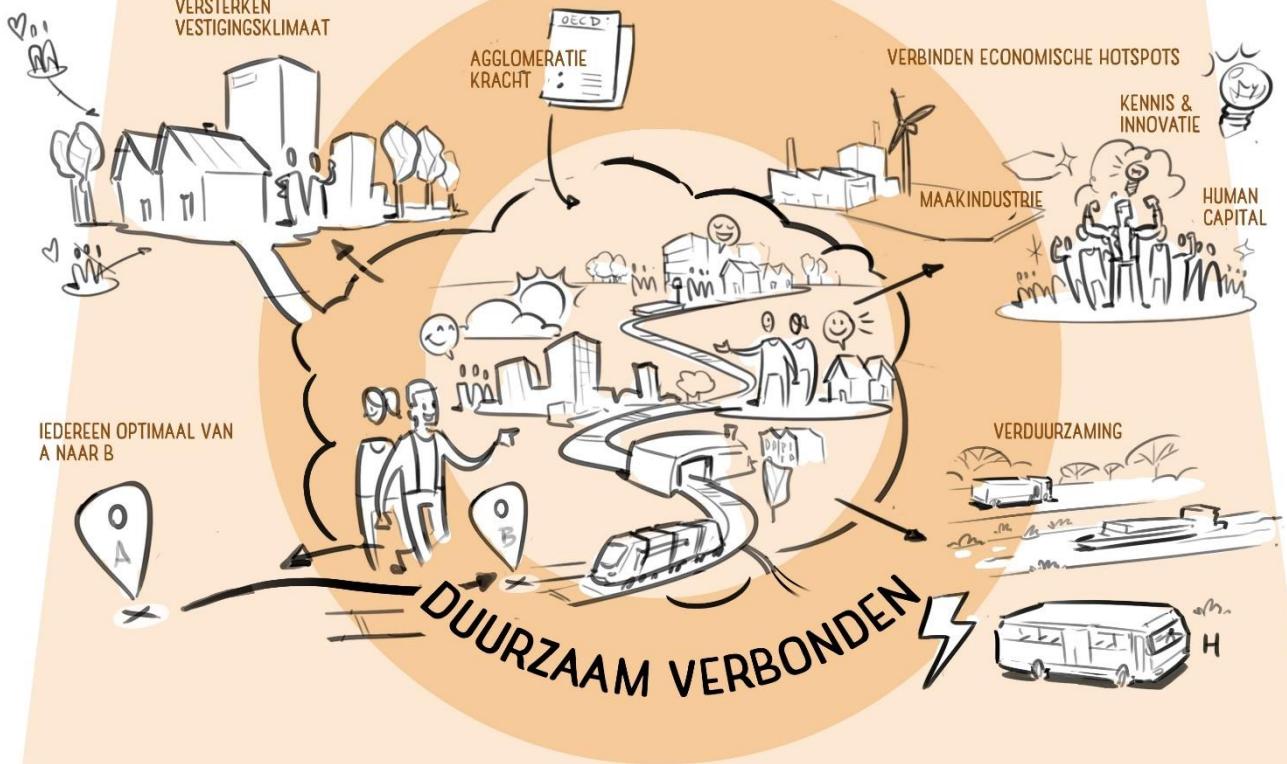 VERSTERKEN
VESTIGINGSKLIMAAT
AGGLOMERATIE
KRACHT
OECD:
VERBINDEN ECONOMISCHE HOTSPOTS
KENNIS &
INNOVATIE
MAAKINDUSTRIE
HUMAN
CAPITAL
IEDEREEN OPTIMAAL VAN
A NAAR B
A
B
VERDUURZAMING
H
DUURZAAM VERBONDEN